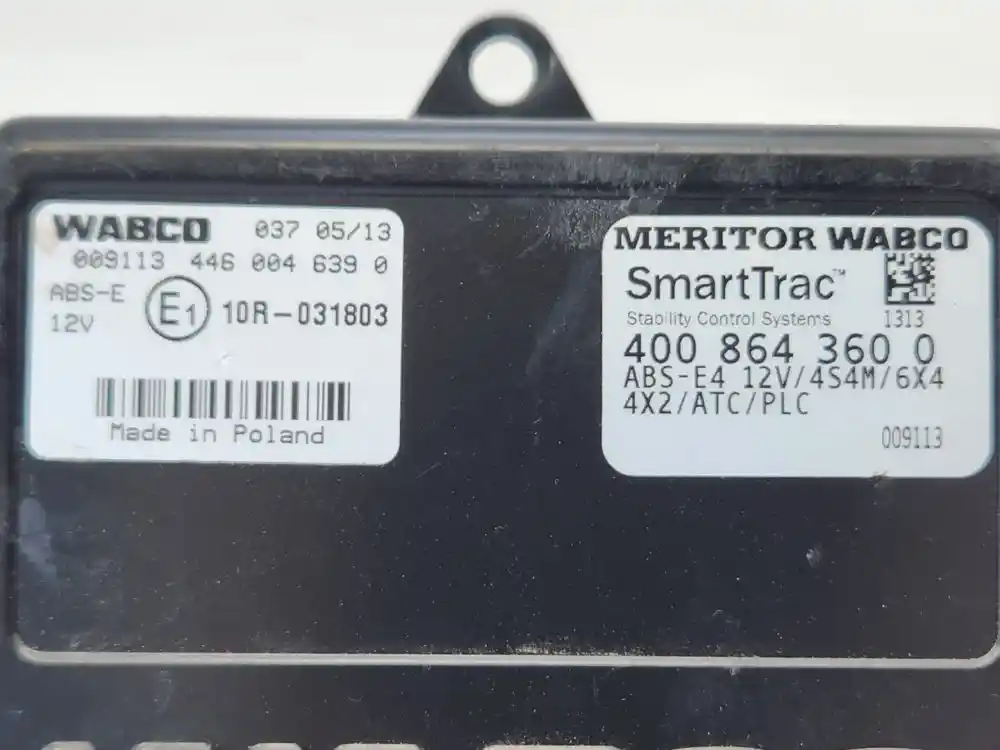 WABCO 037 05/13
009113 446 004 639 0
ABS-E
12V
E1
10R-031803
Made in Poland
MERITOR WABCO
SmartTrac™
Stability Control Systems
1313
400 864 360 0
ABS-E4 12V/4S4M/6X4
4X2/ATC/PLC
009113